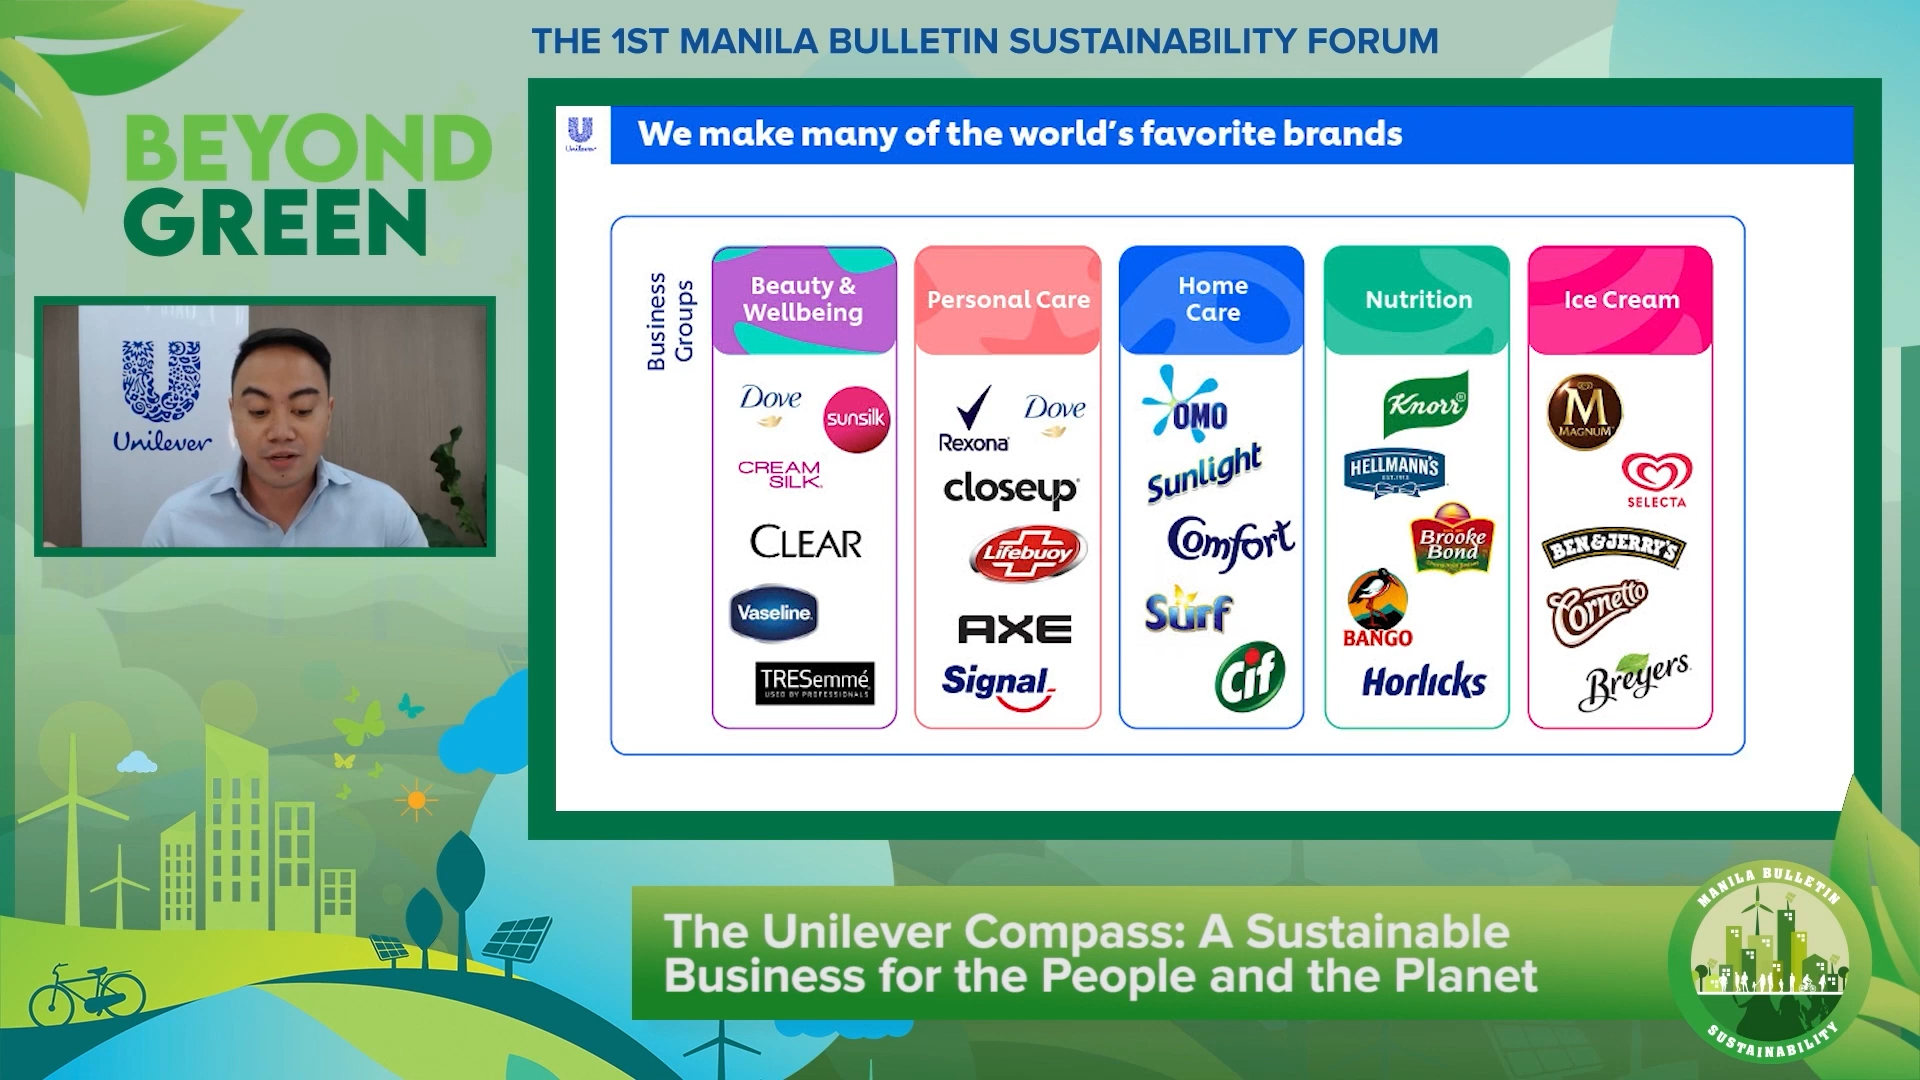 THE 1ST MANILA BULLETIN SUSTAINABILITY FORUM
BEYOND
GREEN
Unilever
Unilever
We make many of the world's favorite brands
Business
Groups
Beauty &
Wellbeing
Dove
sunsilk
CREAM
SILK
CLEAR
Vaseline
TRESemmé
USED BY PROFESSIONALS
Personal Care
Rexona
Dove
closeup
Lifebuoy
AXE
Signal
Home
Care
OMO
Sunlight
Comfort
Surf
Cif
Nutrition
Knorr
HELLMANN'S
EST. 1913
Brooke
Bond
BANGO
Horlicks
Ice Cream
M
MAGNUM
SELECTA
BEN & JERRY'S
Cornetto
Breyers
The Unilever Compass: A Sustainable
Business for the People and the Planet
MANILA BULLETIN
SUSTAINABILITY